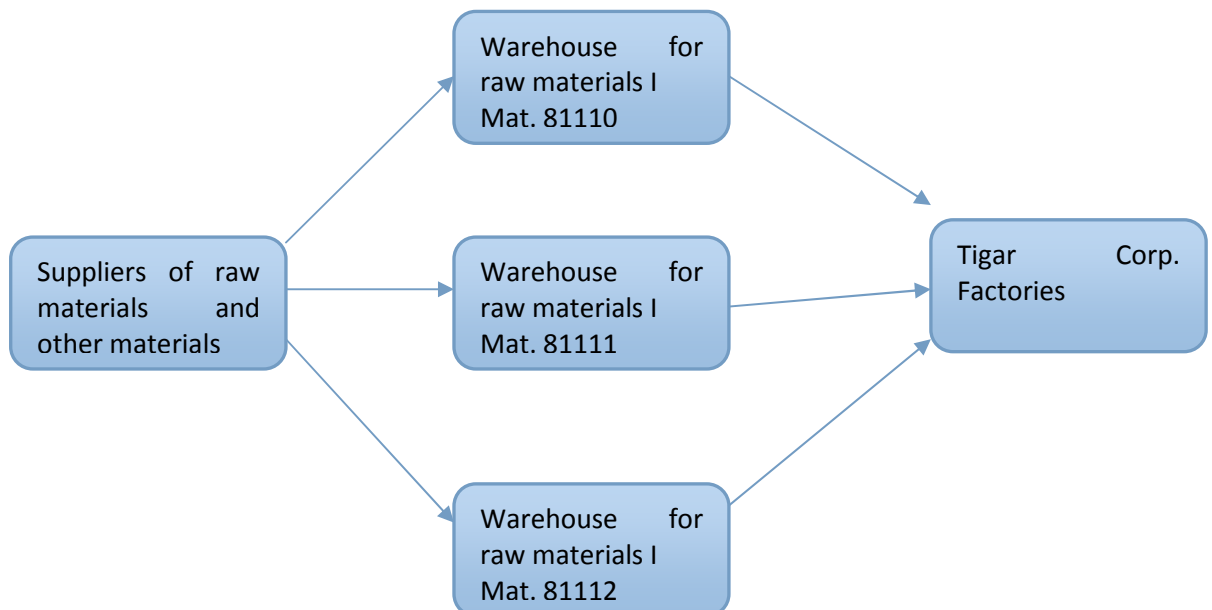 Warehouse for
raw materials I
Mat. 81110
Suppliers of raw
materials and
other materials
Warehouse for
raw materials I
Mat. 81111
Tigar Corp.
Factories
Warehouse for
raw materials I
Mat. 81112